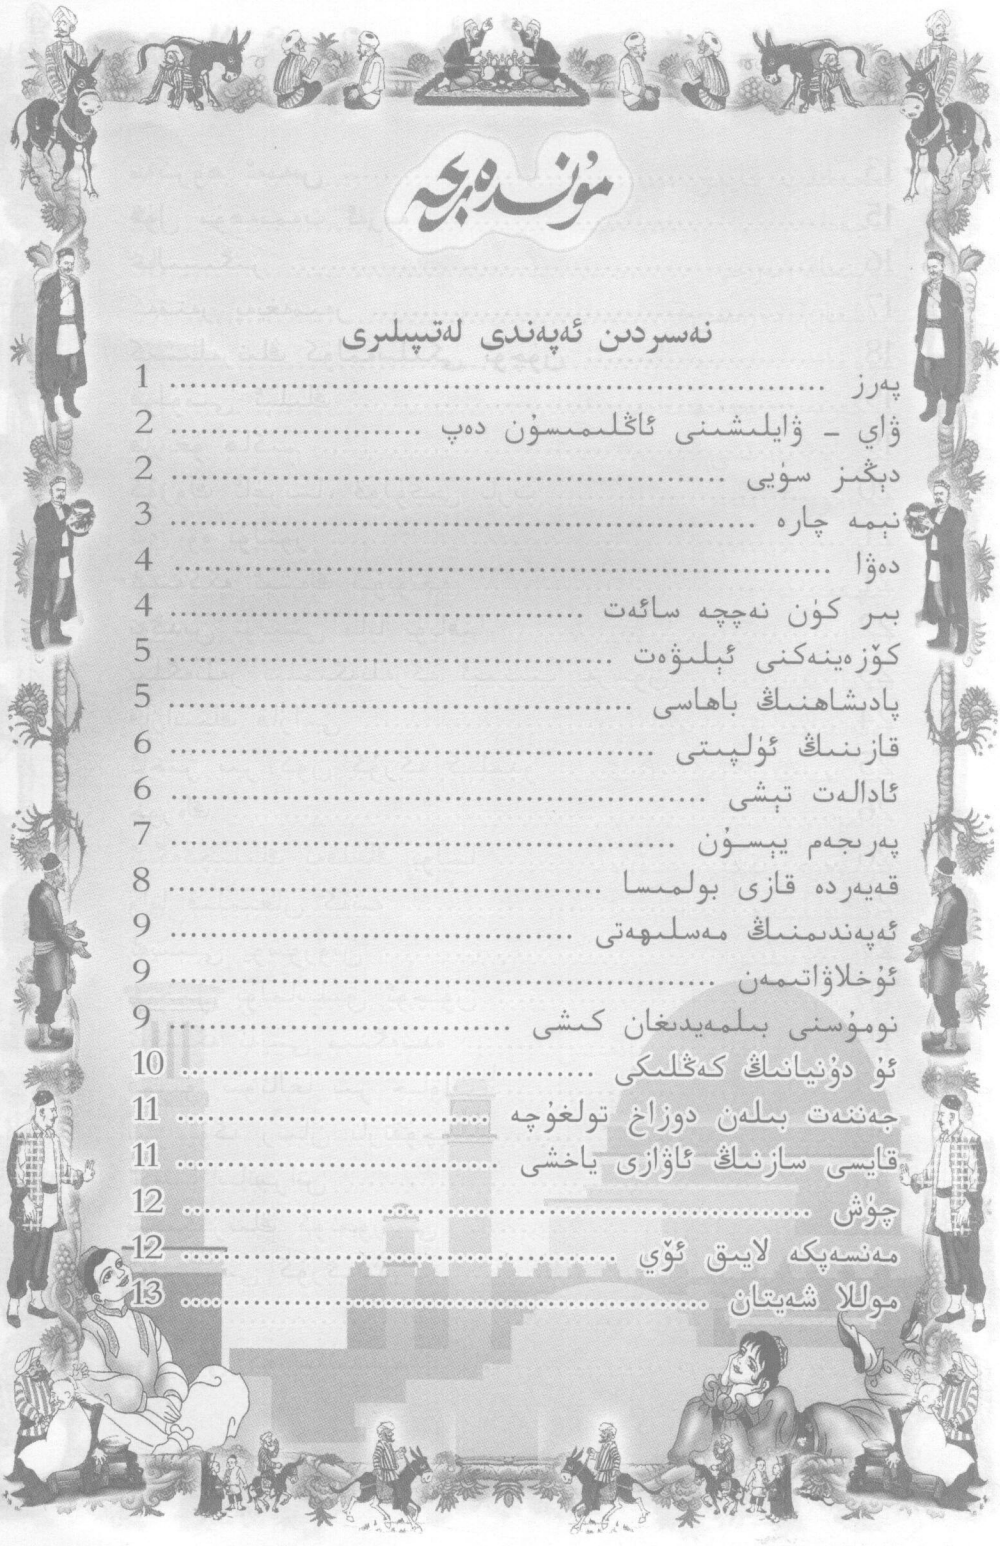 مۇندەرىجە
نەسىردىن ئەپەندى لەتىپىلىرى
پەرز ........................ 1
ۋاي - ۋايلىشىنى ئاڭلىمىسۇن دەپ ........................ 2
دېڭىز سۈيى ........................ 2
نېمە چارە ........................ 3
دەۋا ........................ 4
بىر كۈن نەچچە سائەت ........................ 4
كۆزەينەكنى ئېلىۋەت ........................ 5
پادىشاھنىڭ باھاسى ........................ 5
قازىنىڭ ئۈلپىتى ........................ 6
ئادالەت تېشى ........................ 6
پەرىجەم يېسۇن ........................ 7
قەيەردە قازى بولمىسا ........................ 8
ئەپەندىمنىڭ مەسلىھەتى ........................ 9
ئۇخلاۋاتىمەن ........................ 9
نومۇسنى بىلمەيدىغان كىشى ........................ 9
ئۇ دۇنيانىڭ كەڭلىكى ........................ 10
جەننەت بىلەن دوزاخ تولغۇچە ........................ 11
قايسى سازنىڭ ئاۋازى ياخشى ........................ 11
چۈش ........................ 12
مەنسەپكە لايىق ئۆي ........................ 12
موللا شەيتان ........................ 13